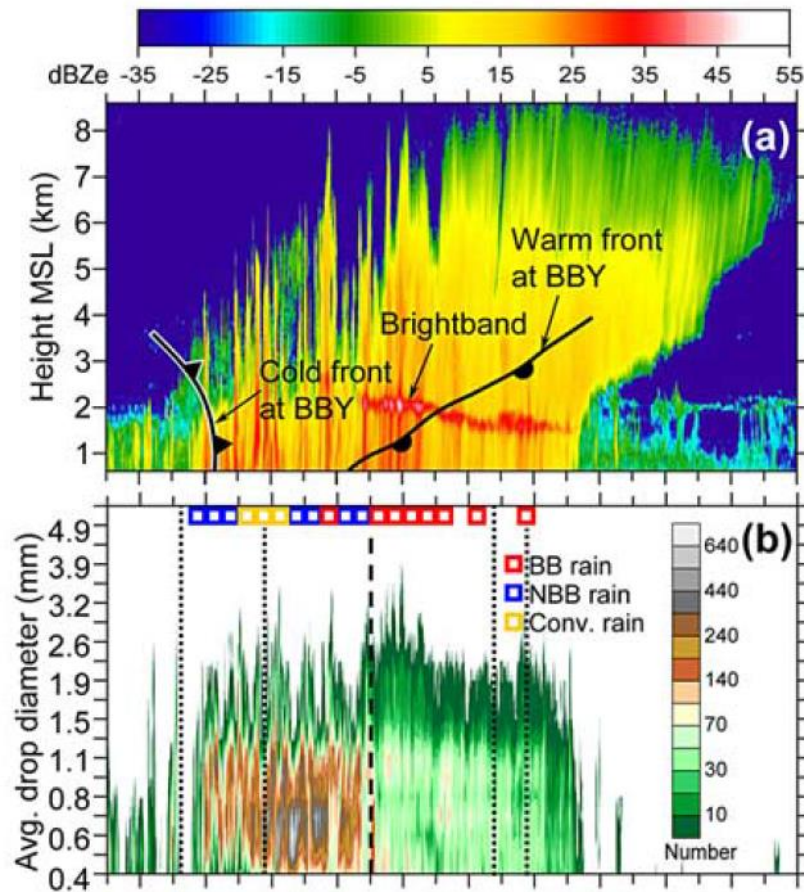 dBZe -35 -25 -15 -5 5 15 25 35 45 55
(a)
Height MSL (km)
8
7
6
5
4
3
2
1
Warm front
at BBY
Brightband
Cold front
at BBY
(b)
Avg. drop diameter (mm)
4.9
3.9
3.2
2.6
1.9
1.5
1.1
0.8
0.6
0.4
BB rain
NBB rain
Conv. rain
640
440
240
140
70
30
10
Number